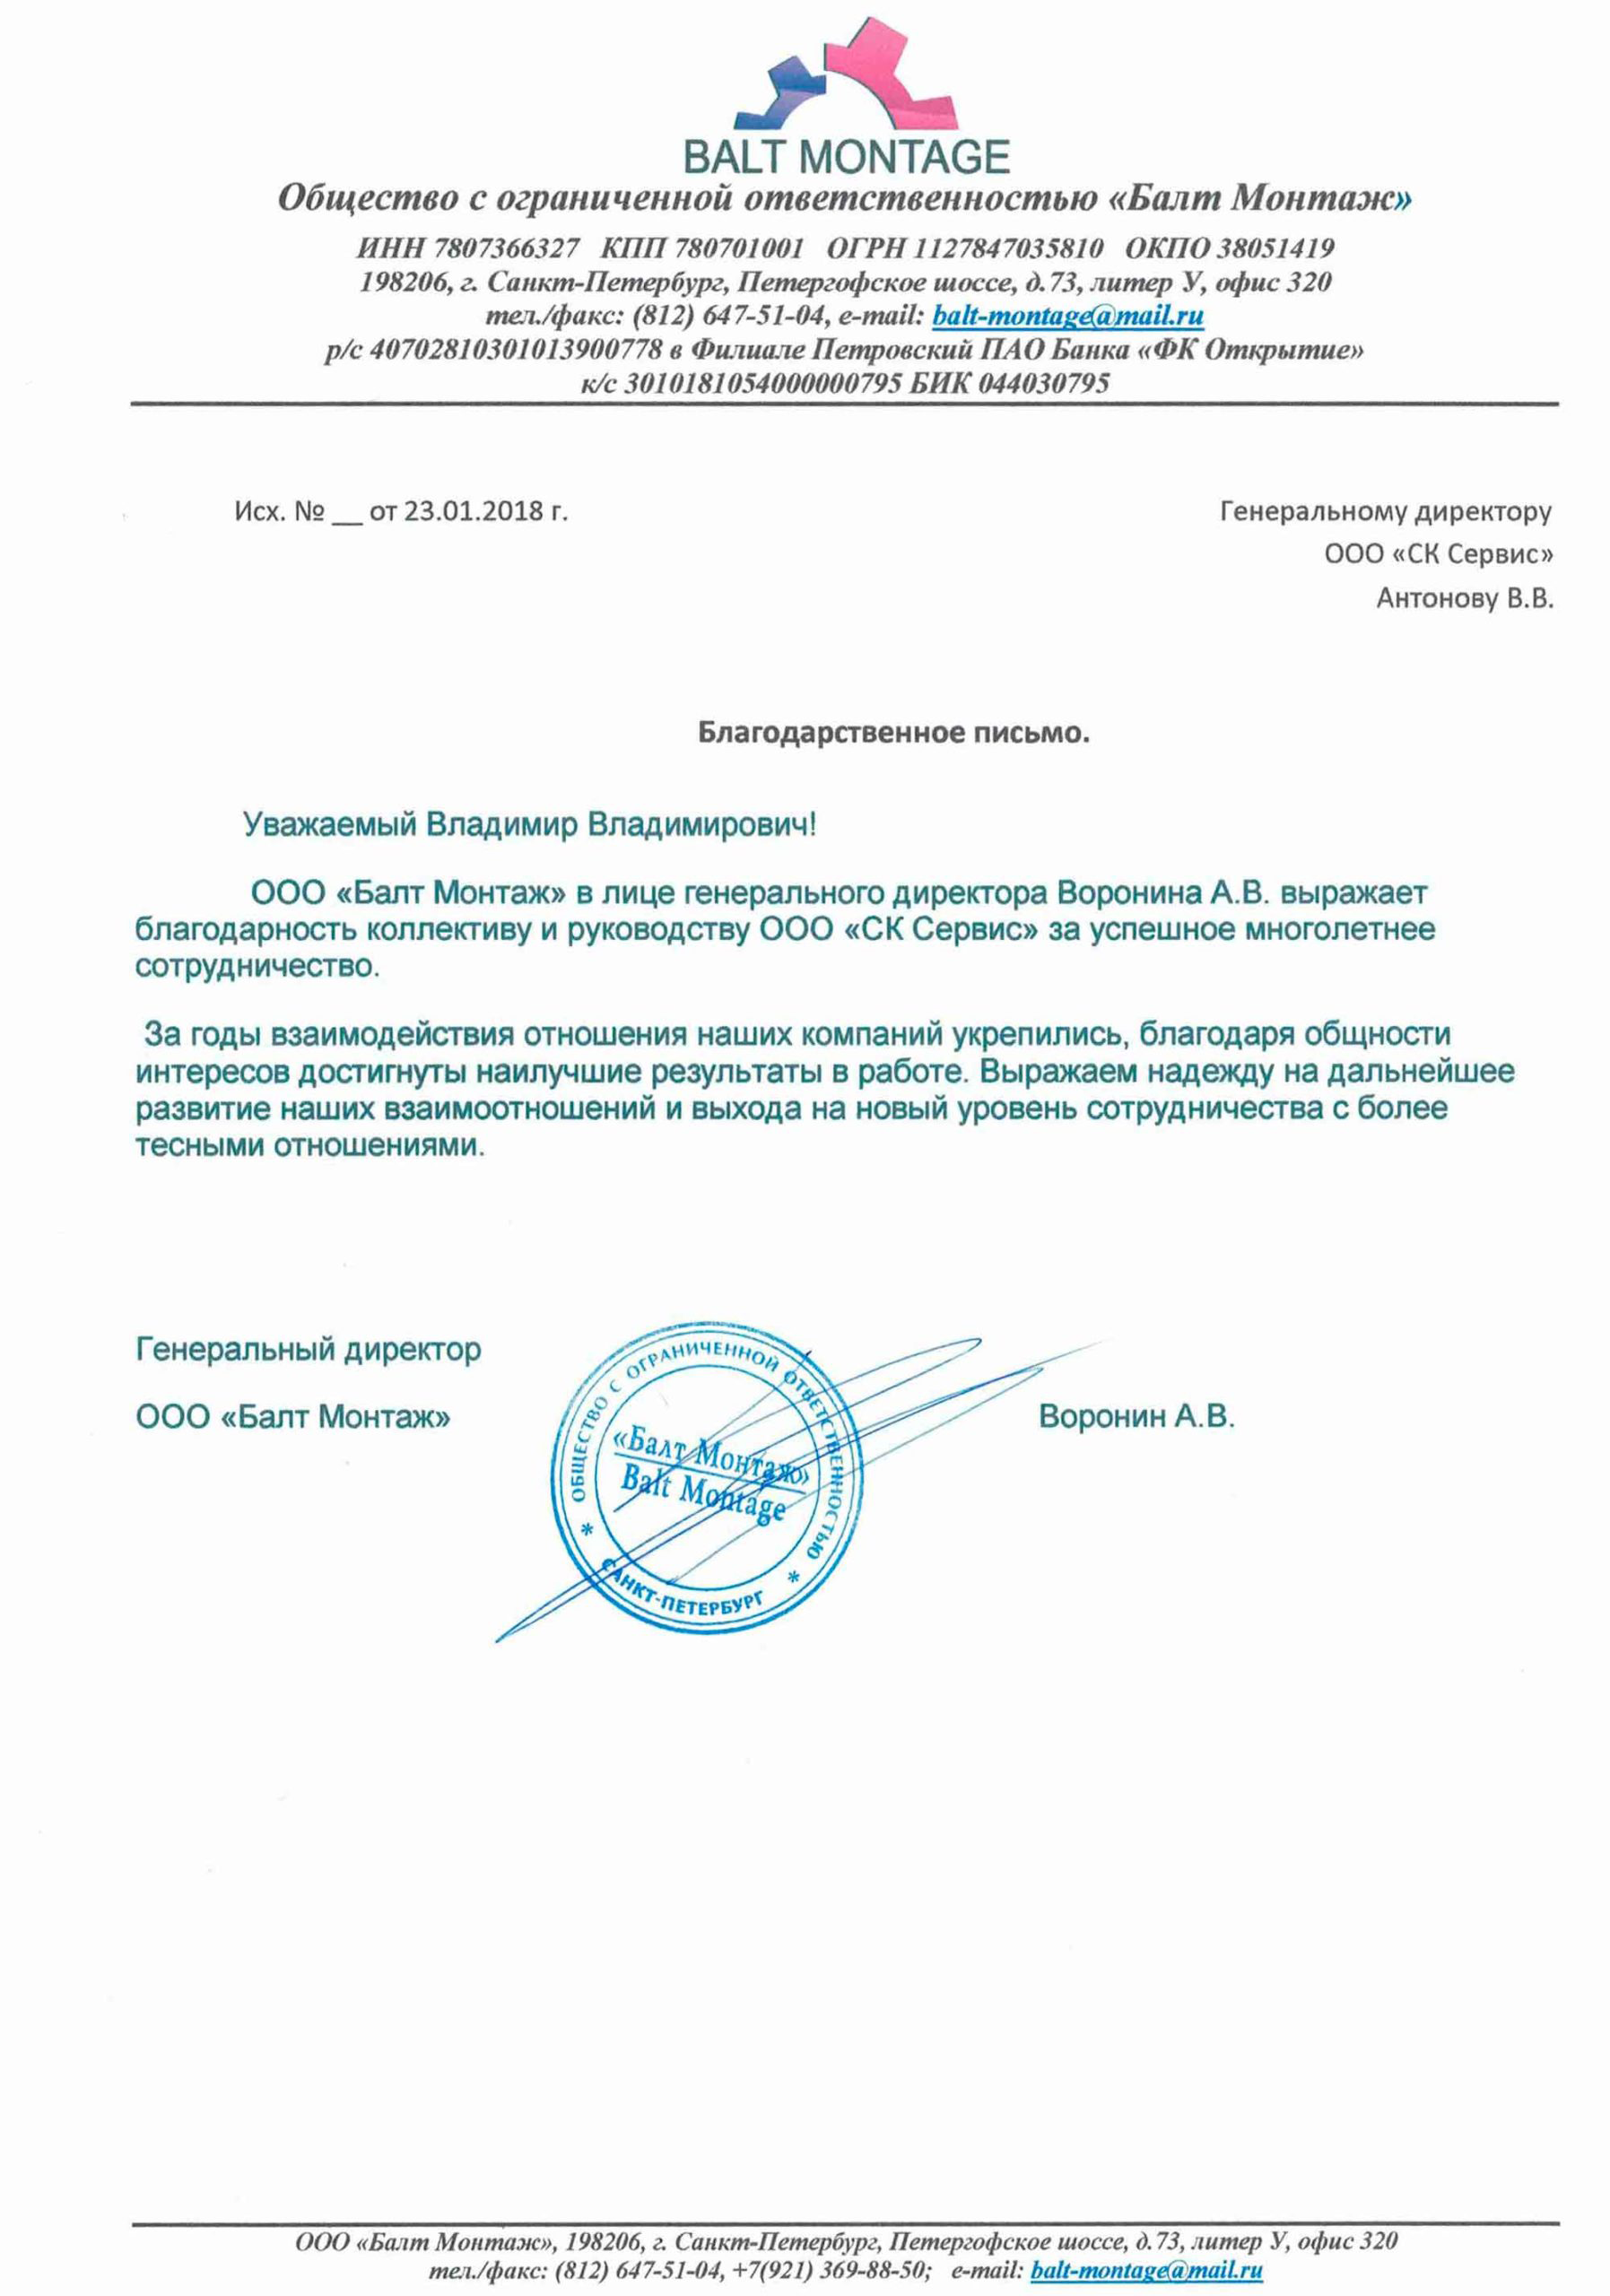 BALT MONTAGE
Общество с ограниченной ответственностью «Балт Монтаж»
ИНН 7807366327 КПП 780701001 ОГРН 1127847035810 ОКПО 38051419
198206, г. Санкт-Петербург, Петергофское шоссе, д.73, литер У, офис 320
тел./факс: (812) 647-51-04, e-mail: balt-montage@mail.ru
р/с 40702810301013900778 в Филиале Петровский ПАО Банка «ФК Открытие»
к/с 3010181054000000795 БИК 044030795
Исх. № __ от 23.01.2018 г.
Генеральному директору
ООО «СК Сервис»
Антонову В.В.
Благодарственное письмо.
Уважаемый Владимир Владимирович!
ООО «Балт Монтаж» в лице генерального директора Воронина А.В. выражает
благодарность коллективу и руководству ООО «СК Сервис» за успешное многолетнее
сотрудничество.
За годы взаимодействия отношения наших компаний укрепились, благодаря общности
интересов достигнуты наилучшие результаты в работе. Выражаем надежду на дальнейшее
развитие наших взаимоотношений и выхода на новый уровень сотрудничества с более
тесными отношениями.
Генеральный директор
ООО «Балт Монтаж»
Воронин А.В.
ОБЩЕСТВО С ОГРАНИЧЕННОЙ ОТВЕТСТВЕННОСТЬЮ
«Балт Монтаж»
Balt Montage
* САНКТ-ПЕТЕРБУРГ *
ООО «Балт Монтаж», 198206, г. Санкт-Петербург, Петергофское шоссе, д.73, литер У, офис 320
тел./факс: (812) 647-51-04, +7(921) 369-88-50; e-mail: balt-montage@mail.ru